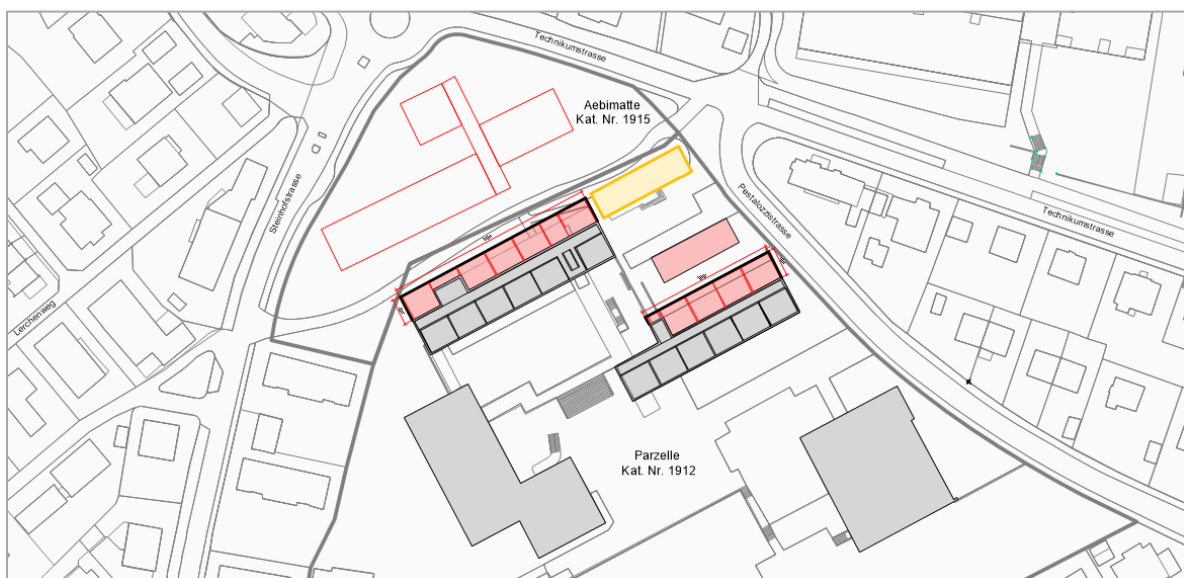 Technikumstrasse
Aebimatte
Kat. Nr. 1915
Steinhofstrasse
Pestalozzistrasse
Technikumstrasse
Lerchenweg
Parzelle
Kat. Nr. 1912